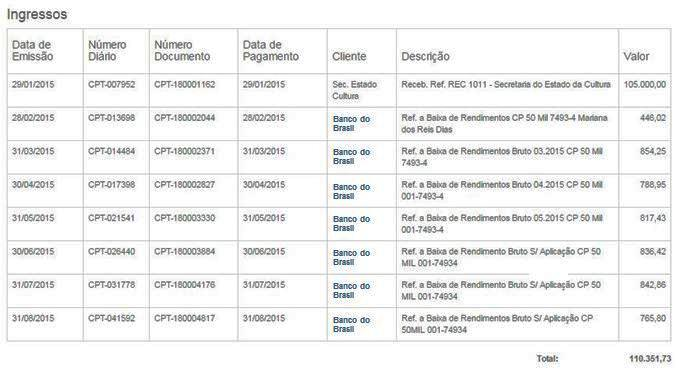 Ingressos
Data de Emissão Número Diário Número Documento Data de Pagamento Cliente Descrição Valor
29/01/2015 CPT-007952 CPT-180001162 29/01/2015 Sec. Estado Cultura Receb. Ref. REC 1011 - Secretaria do Estado da Cultura 105.000,00
28/02/2015 CPT-013698 CPT-180002044 28/02/2015 Banco do Brasil Ref. a Baixa de Rendimentos CP 50 Mil 7493-4 Mariana dos Reis Dias 446,02
31/03/2015 CPT-014484 CPT-180002371 31/03/2015 Banco do Brasil Ref. a Baixa de Rendimentos Bruto 03.2015 CP 50 Mil 7493-4 854,25
30/04/2015 CPT-017398 CPT-180002827 30/04/2015 Banco do Brasil Ref. a Baixa de Rendimentos Bruto 04.2015 CP 50 Mil 001-7493-4 788,95
31/05/2015 CPT-021541 CPT-180003330 31/05/2015 Banco do Brasil Ref. a Baixa de Rendimentos Bruto 05.2015 CP 50 Mil 001-7493-4 817,43
30/06/2015 CPT-026440 CPT-180003884 30/06/2015 Banco do Brasil Ref. a Baixa de Rendimento Bruto S/ Aplicação CP 50 MIL 001-74934 836,42
31/07/2015 CPT-031778 CPT-180004176 31/07/2015 Banco do Brasil Ref. a Baixa de Rendimento Bruto S/ Aplicação CP 50 MIL 001-74934 842,86
31/08/2015 CPT-041592 CPT-180004817 31/08/2015 Banco do Brasil Ref. a Baixa de Rendimentos Bruto S/ Aplicação CP 50MIL 001-74934 765,80
Total: 110.351,73